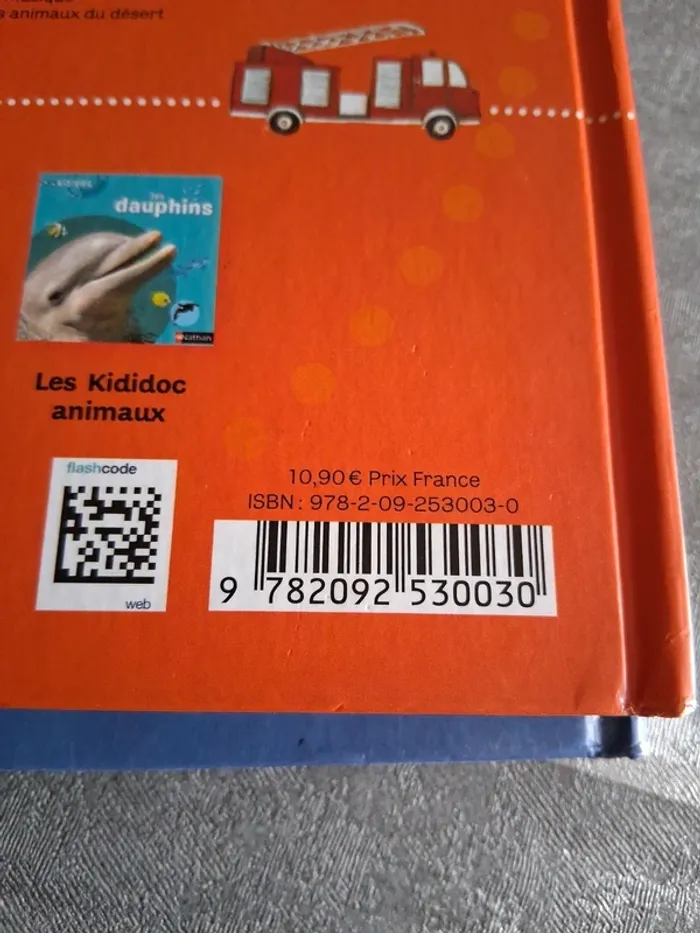 s animaux du désert
les
dauphins
Nathan
Les Kididoc
animaux
flashcode
web
10,90 € Prix France
ISBN : 978-2-09-253003-0
9 782092 530030